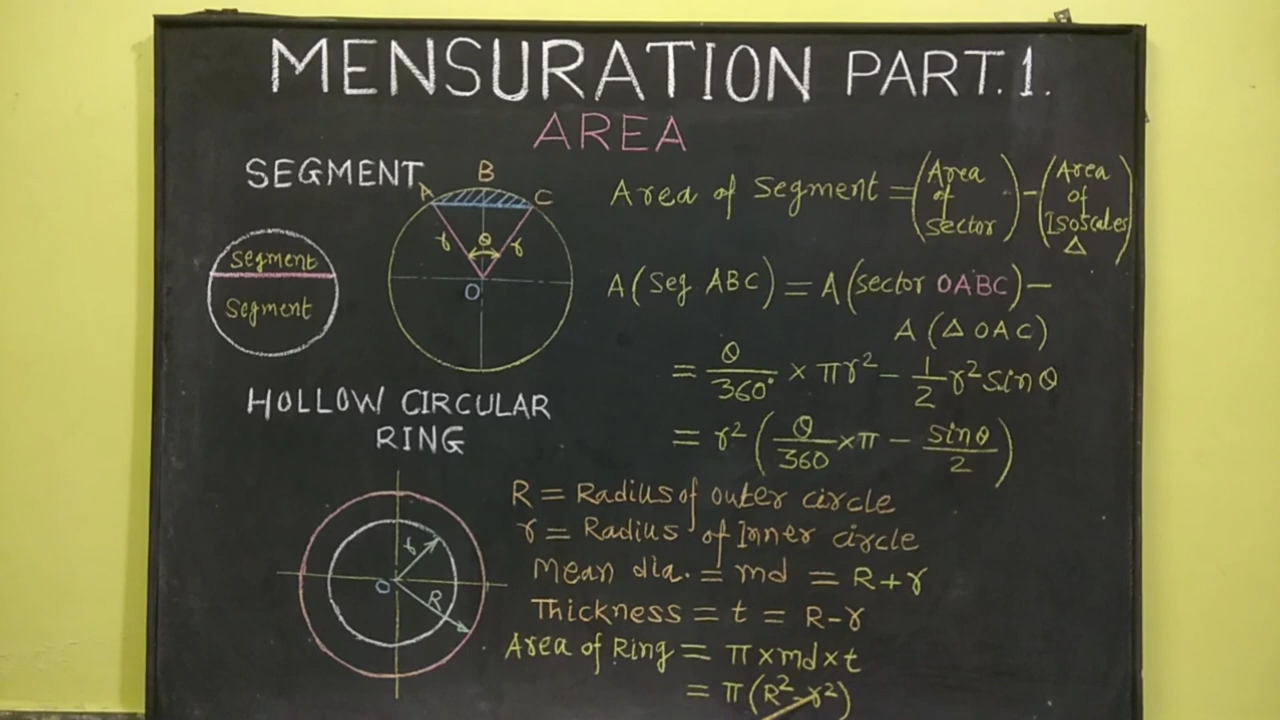 MENSURATION PART.1.
AREA
SEGMENT
segment
segment
A B C
r θ r
O
Area of Segment = (Area of sector) - (Area of Isoscales Δ)
A (Seg ABC) = A (sector OABC) -
A (Δ OAC)
= θ/360° × πr² - 1/2 r² sin θ
= r² (θ/360 × π - sinθ/2)
HOLLOW CIRCULAR
RING
r
O
R
R = Radius of outer circle
r = Radius of Inner circle
Mean dia. = md = R + r
Thickness = t = R - r
Area of Ring = π × md × t
= π (R² - r²)